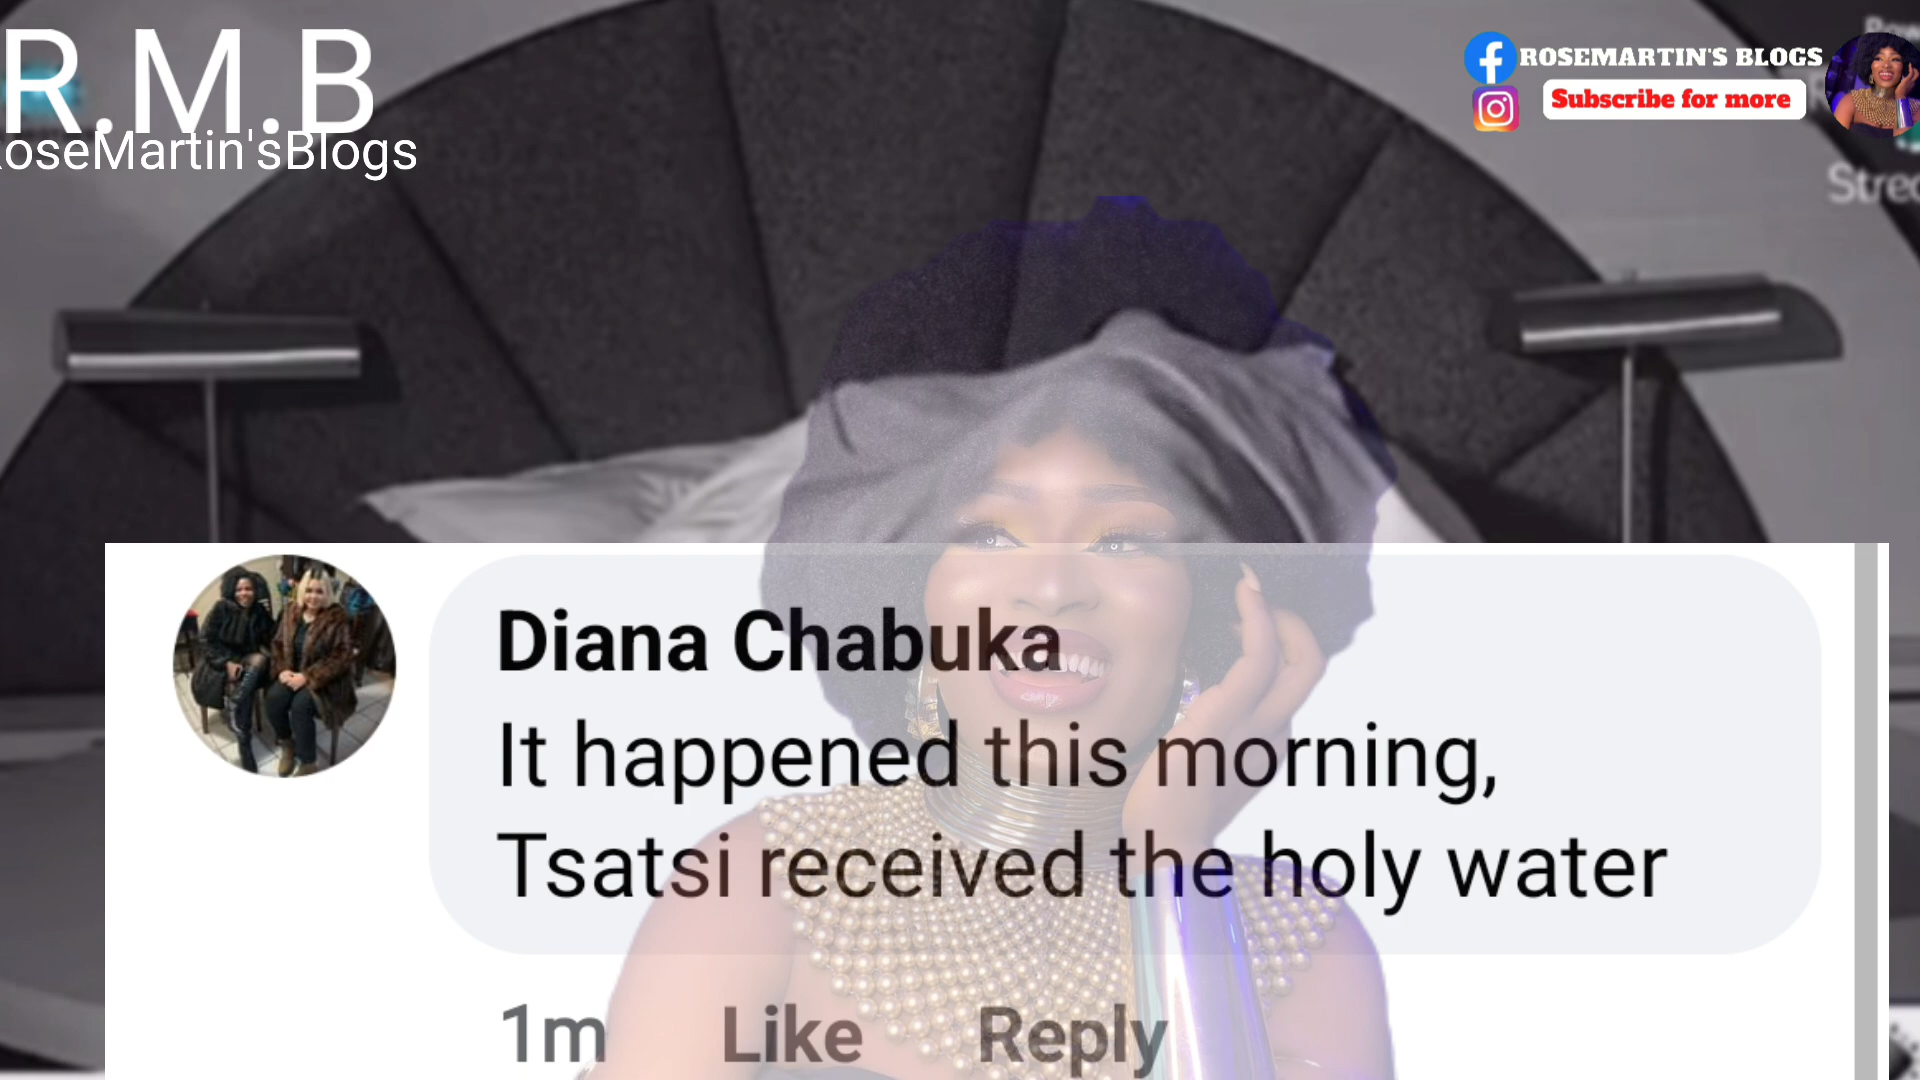 R.M.B
RoseMartin'sBlogs
ROSEMARTIN'S BLOGS
Subscribe for more
Diana Chabuka
It happened this morning,
Tsatsi received the holy water
1m Like Reply